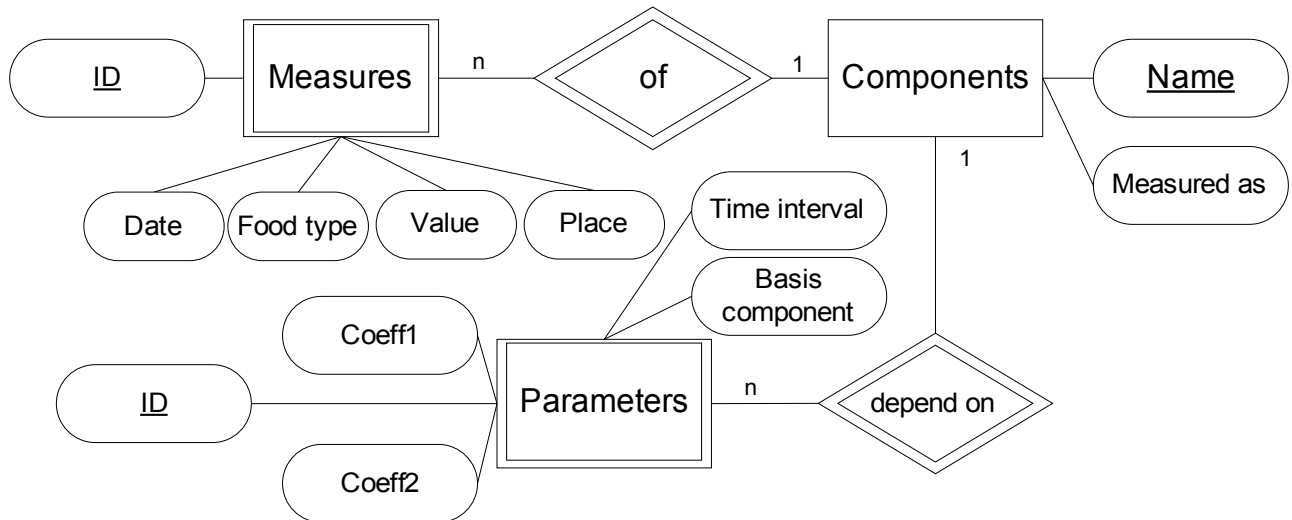 ID
Measures
n
of
1
Components
Name
1
Measured as
Date
Food type
Value
Place
Time interval
Basis
component
Coeff1
ID
Parameters
n
depend on
Coeff2